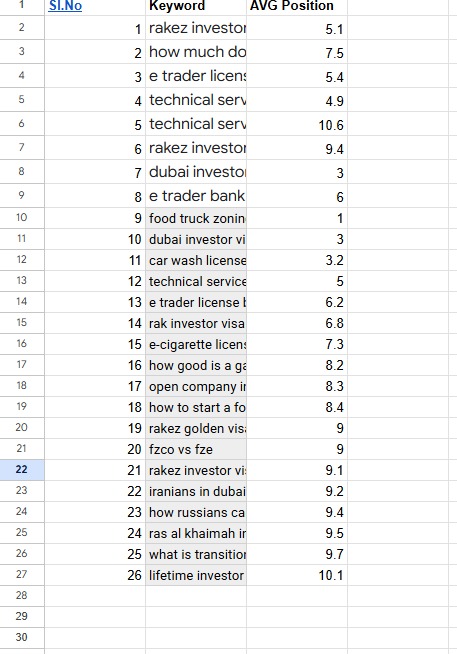 1 Sl.No Keyword AVG Position
2 1 rakez investor 5.1
3 2 how much do 7.5
4 3 e trader licens 5.4
5 4 technical serv 4.9
6 5 technical serv 10.6
7 6 rakez investor 9.4
8 7 dubai investor 3
9 8 e trader bank 6
10 9 food truck zonin 1
11 10 dubai investor vi 3
12 11 car wash license 3.2
13 12 technical service 5
14 13 e trader license b 6.2
15 14 rak investor visa 6.8
16 15 e-cigarette licens 7.3
17 16 how good is a ga 8.2
18 17 open company in 8.3
19 18 how to start a fo 8.4
20 19 rakez golden visa 9
21 20 fzco vs fze 9
22 21 rakez investor vis 9.1
23 22 iranians in dubai 9.2
24 23 how russians ca 9.4
25 24 ras al khaimah in 9.5
26 25 what is transition 9.7
27 26 lifetime investor 10.1
28
29
30